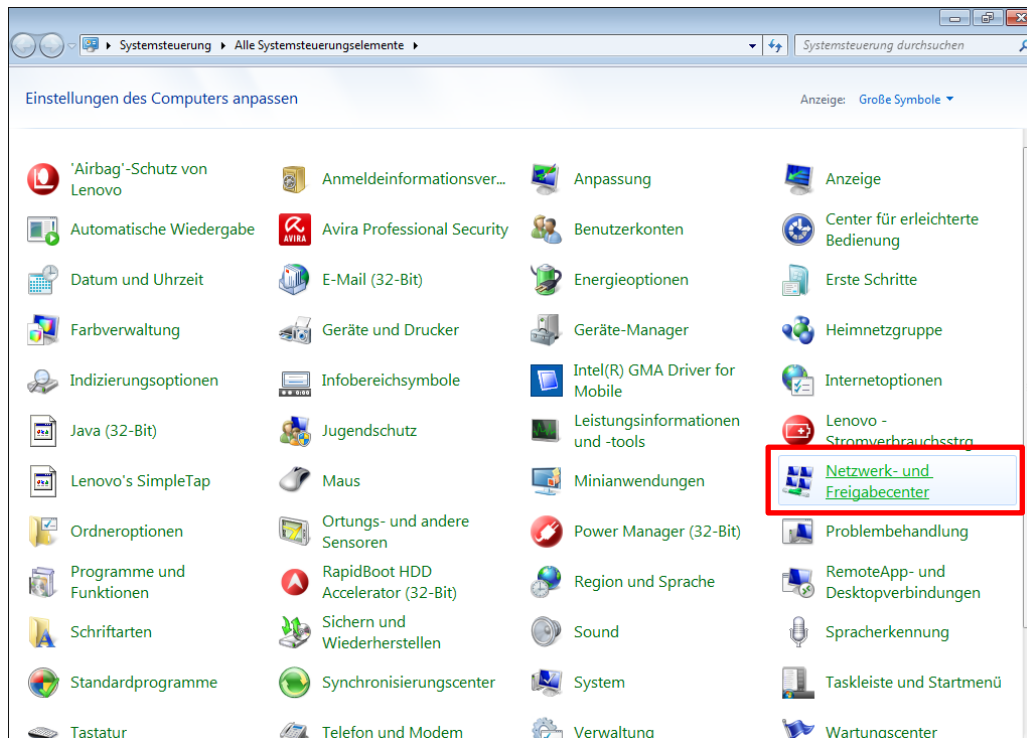 Systemsteuerung ▸ Alle Systemsteuerungselemente ▸
Systemsteuerung durchsuchen
Einstellungen des Computers anpassen
Anzeige: Große Symbole
'Airbag'-Schutz von
Lenovo
Anmeldeinformationsver...
Anpassung
Anzeige
Automatische Wiedergabe
AVIRA
Avira Professional Security
Benutzerkonten
Center für erleichterte
Bedienung
Datum und Uhrzeit
E-Mail (32-Bit)
Energieoptionen
Erste Schritte
Farbverwaltung
Geräte und Drucker
Geräte-Manager
Heimnetzgruppe
Indizierungsoptionen
Infobereichsymbole
Intel(R) GMA Driver for
Mobile
Internetoptionen
Java (32-Bit)
Jugendschutz
Leistungsinformationen
und -tools
Lenovo -
Stromverbrauchsstrg
Lenovo's SimpleTap
Maus
Minianwendungen
Netzwerk- und
Freigabecenter
Ordneroptionen
Ortungs- und andere
Sensoren
Power Manager (32-Bit)
Problembehandlung
Programme und
Funktionen
RapidBoot HDD
Accelerator (32-Bit)
Region und Sprache
RemoteApp- und
Desktopverbindungen
Schriftarten
Sichern und
Wiederherstellen
Sound
Spracherkennung
Standardprogramme
Synchronisierungscenter
System
Taskleiste und Startmenü
Tastatur
Telefon und Modem
Verwaltung
Wartungscenter